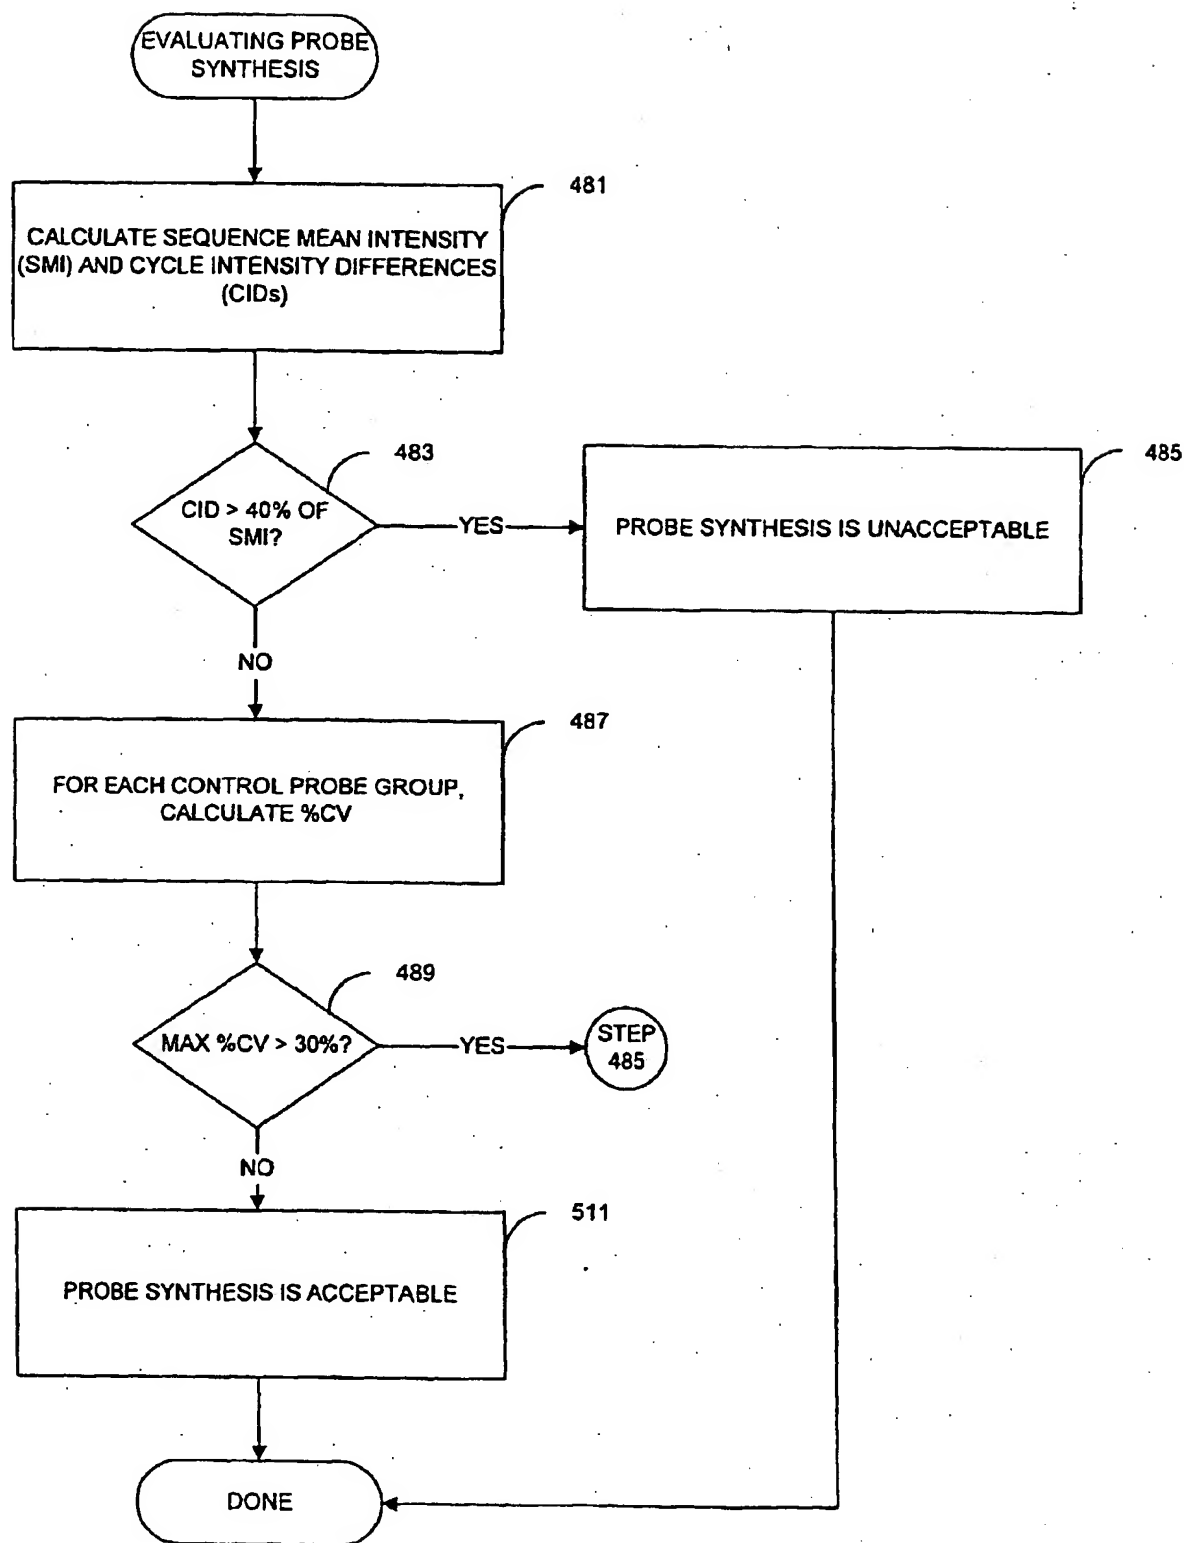 EVALUATING PROBE
SYNTHESIS
481
CALCULATE SEQUENCE MEAN INTENSITY
(SMI) AND CYCLE INTENSITY DIFFERENCES
(CIDs)
483
CID > 40% OF
SMI?
YES
485
PROBE SYNTHESIS IS UNACCEPTABLE
NO
487
FOR EACH CONTROL PROBE GROUP,
CALCULATE %CV
489
MAX %CV > 30%?
YES
STEP
485
NO
511
PROBE SYNTHESIS IS ACCEPTABLE
DONE